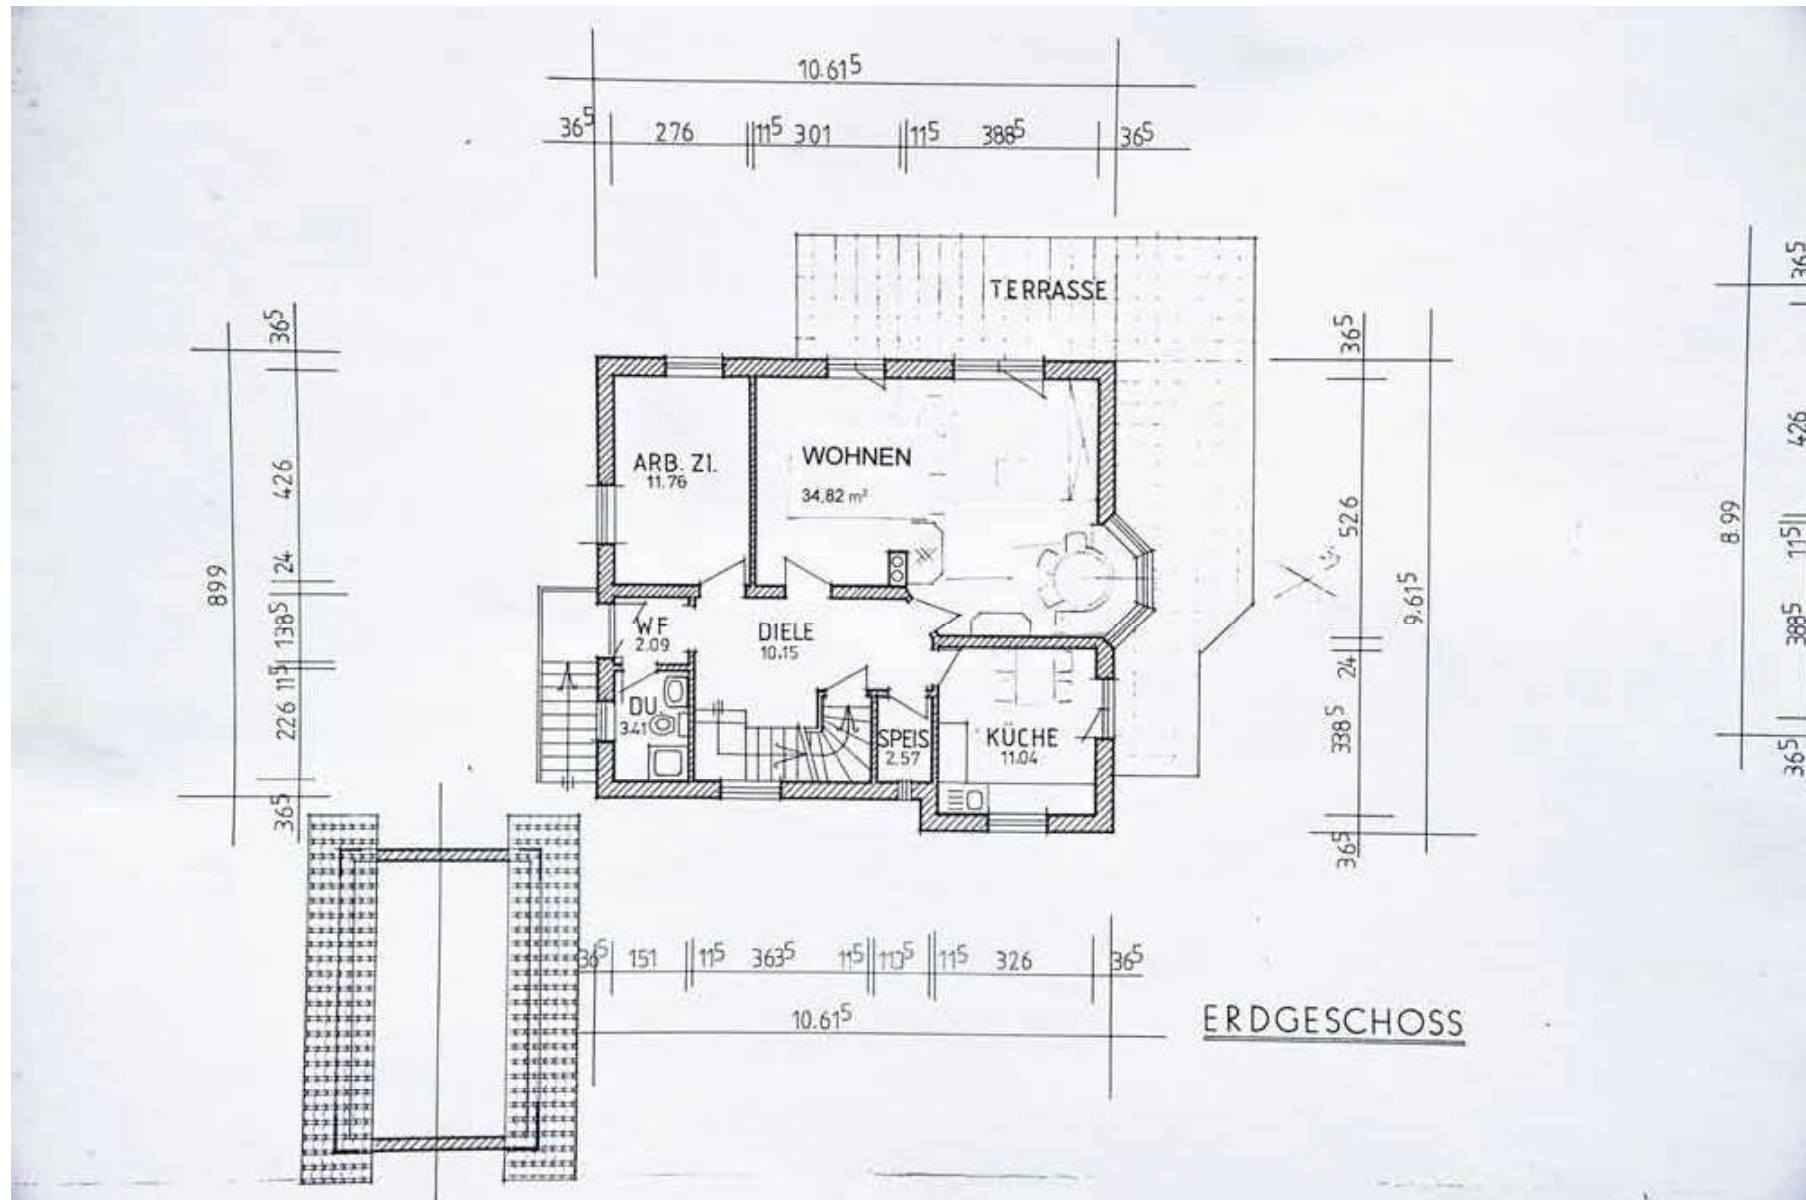 10.61⁵
36⁵ 276 11⁵ 301 11⁵ 388⁵ 36⁵
TERRASSE
36⁵ 426 24 138⁵ 11⁵ 226 36⁵
899
ARB. ZI.
11.76
WOHNEN
34,82 m²
WF
2.09
DIELE
10.15
DU.
3.41
SPEIS
2.57
KÜCHE
11.04
36⁵ 526 24 338⁵ 36⁵
9.61⁵
8.99
36⁵ 426 11⁵ 388⁵ 36⁵
36⁵ 151 11⁵ 363⁵ 11⁵ 113⁵ 11⁵ 326 36⁵
10.61⁵
ERDGESCHOSS